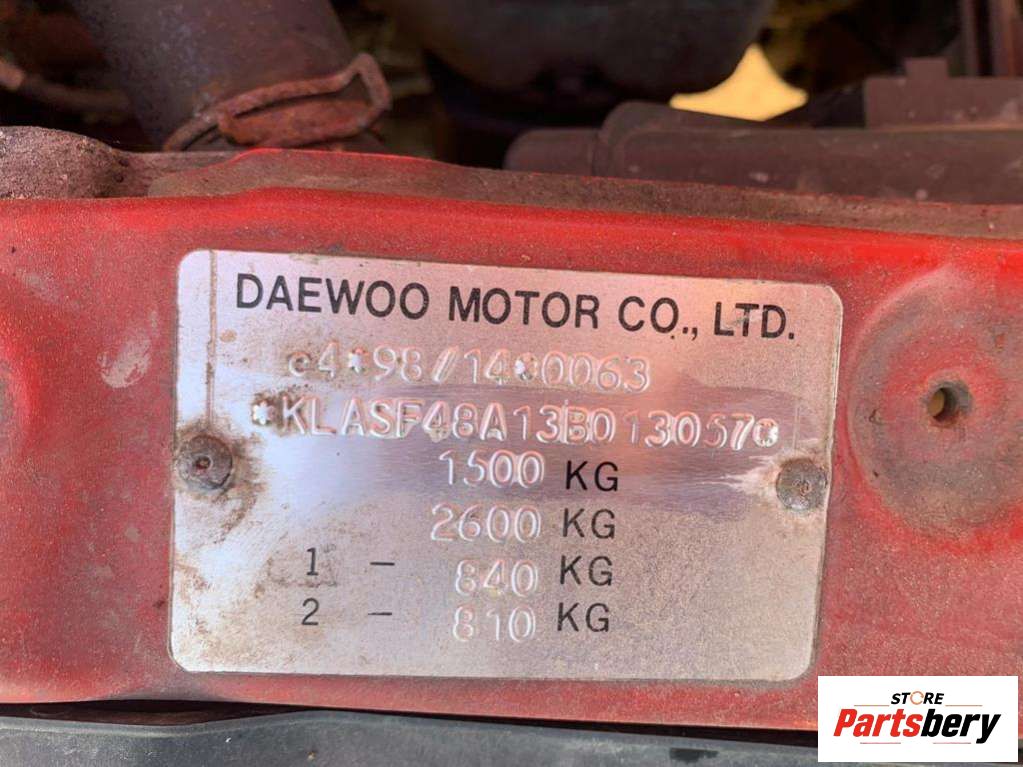 DAEWOO MOTOR CO., LTD.
e4*98/14*0063
*KLASF48A13B013057*
1500 KG
2600 KG
1 - 840 KG
2 - 810 KG
STORE
Partsbery